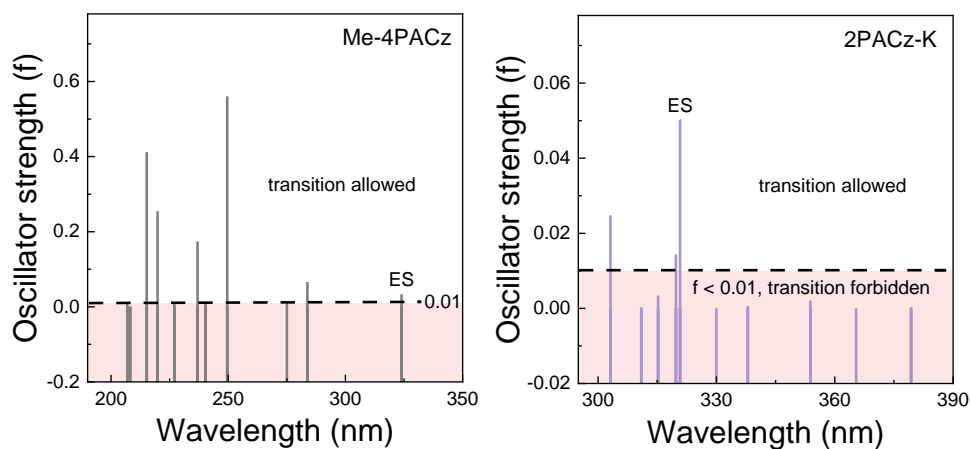 Me-4PACz
Oscillator strength (f)
0.6
0.4
0.2
0.0
-0.2
transition allowed
ES
0.01
200
250
300
350
Wavelength (nm)
2PACz-K
Oscillator strength (f)
0.06
0.04
0.02
0.00
-0.02
ES
transition allowed
f < 0.01, transition forbidden
300
330
360
390
Wavelength (nm)